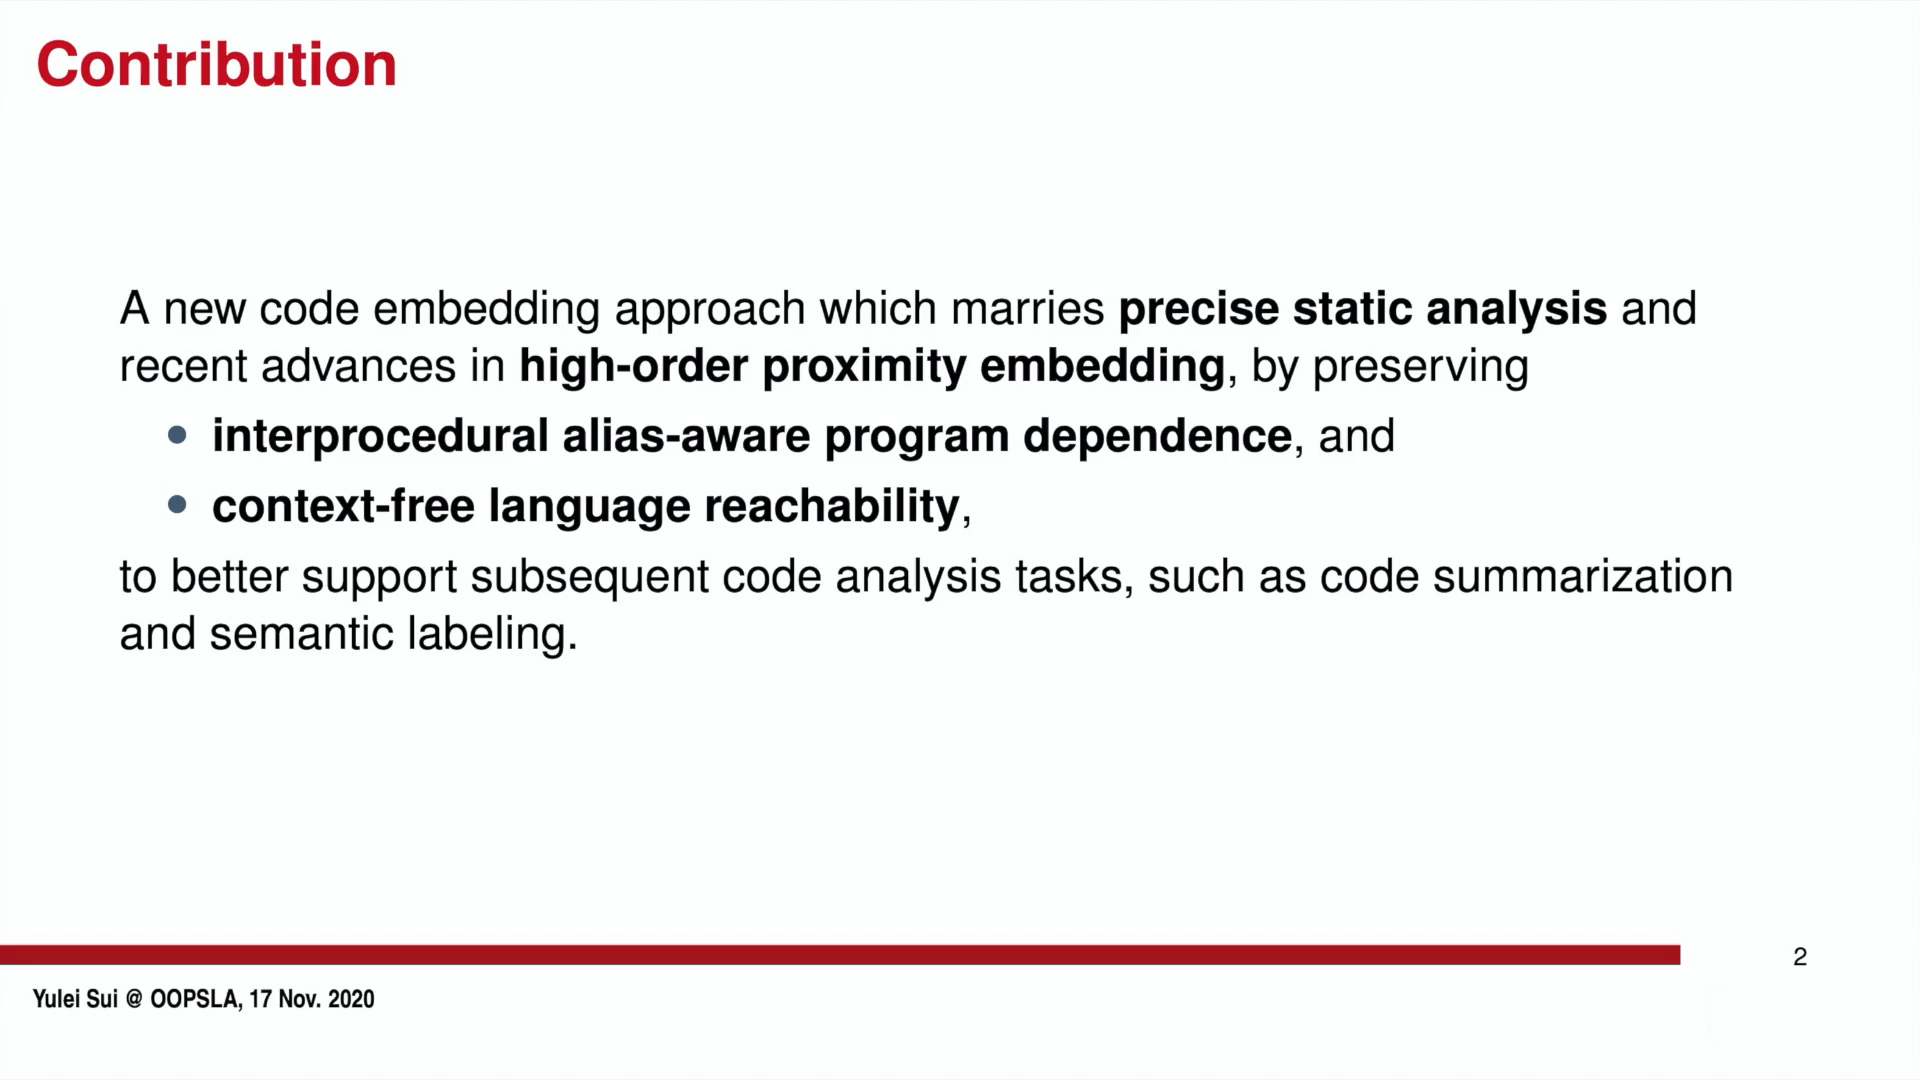 Contribution
A new code embedding approach which marries precise static analysis and
recent advances in high-order proximity embedding, by preserving
• interprocedural alias-aware program dependence, and
• context-free language reachability,
to better support subsequent code analysis tasks, such as code summarization
and semantic labeling.
2
Yulei Sui @ OOPSLA, 17 Nov. 2020